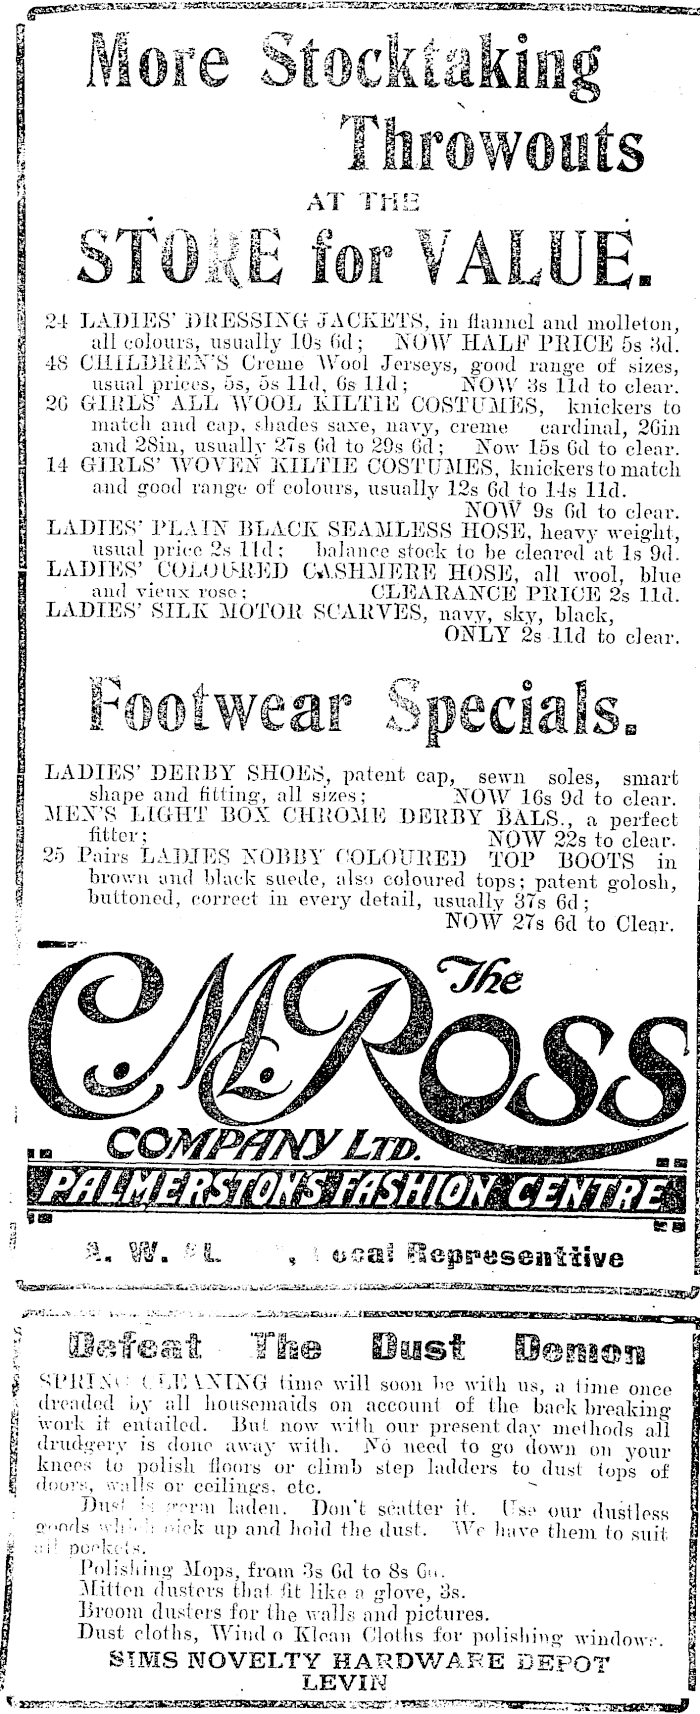 More Stocktaking
Throwouts
AT THE
STORE for VALUE.
24 LADIES' DRESSING JACKETS, in flannel and molleton,
all colours, usually 10s 6d; NOW HALF PRICE 5s 3d.
48 CHILDREN'S Creme Wool Jerseys, good range of sizes,
usual prices, 5s, 5s 11d, 6s 11d; NOW 3s 11d to clear.
26 GIRLS' ALL WOOL KILTIE COSTUMES, knickers to
match and cap, shades saxe, navy, creme cardinal, 26in
and 28in, usually 27s 6d to 29s 6d; Now 15s 6d to clear.
14 GIRLS' WOVEN KILTIE COSTUMES, knickers to match
and good range of colours, usually 12s 6d to 14s 11d.
NOW 9s 6d to clear.
LADIES' PLAIN BLACK SEAMLESS HOSE, heavy weight,
usual price 2s 11d; balance stock to be cleared at 1s 9d.
LADIES' COLOURED CASHMERE HOSE, all wool, blue
and vieux rose; CLEARANCE PRICE 2s 11d.
LADIES' SILK MOTOR SCARVES, navy, sky, black,
ONLY 2s 11d to clear.
Footwear Specials.
LADIES' DERBY SHOES, patent cap, sewn soles, smart
shape and fitting, all sizes; NOW 16s 9d to clear.
MEN'S LIGHT BOX CHROME DERBY BALS., a perfect
fitter; NOW 22s to clear.
25 Pairs LADIES NOBBY COLOURED TOP BOOTS in
brown and black suede, also coloured tops; patent golosh,
buttoned, correct in every detail, usually 37s 6d;
NOW 27s 6d to Clear.
The
C. M. Ross Co.
COMPANY LTD.
PALMERSTON'S FASHION CENTRE
A. W. Local Representtive
Defeat The Dust Demon
SPRING CLEANING time will soon be with us, a time once
dreaded by all housemaids on account of the back breaking
work it entailed. But now with our present day methods all
drudgery is done away with. No need to go down on your
knees to polish floors or climb step ladders to dust tops of
doors, walls or ceilings, etc.
Dust is germ laden. Don't scatter it. Use our dustless
goods which pick up and hold the dust. We have them to suit
all pockets.
Polishing Mops, from 3s 6d to 8s 6d.
Mitten dusters that fit like a glove, 3s.
Broom dusters for the walls and pictures.
Dust cloths, Wind o Klean Cloths for polishing windows.
SIMS NOVELTY HARDWARE DEPOT
LEVIN